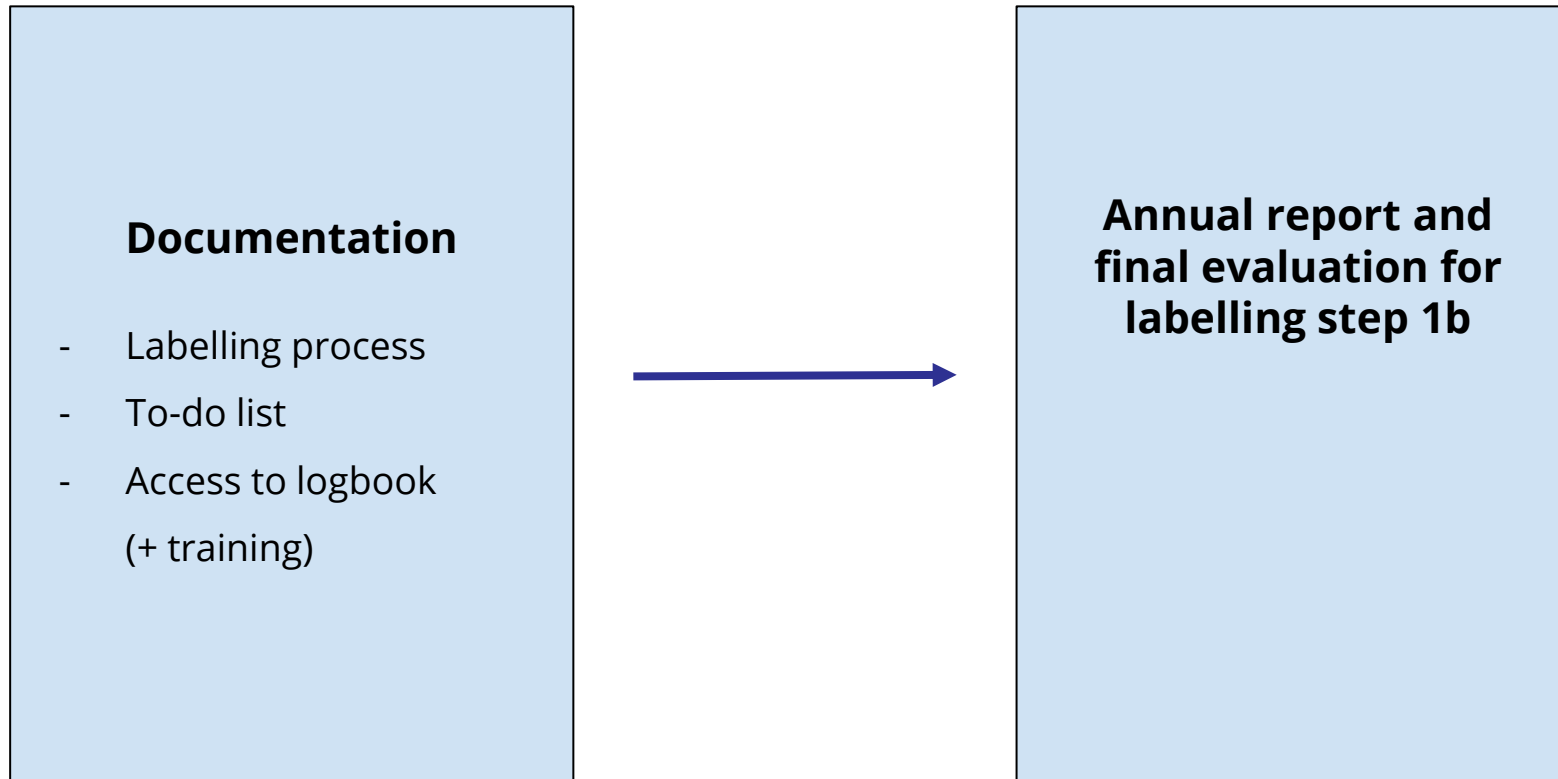 Documentation
- Labelling process
- To-do list
- Access to logbook
(+ training)
Annual report and
final evaluation for
labelling step 1b